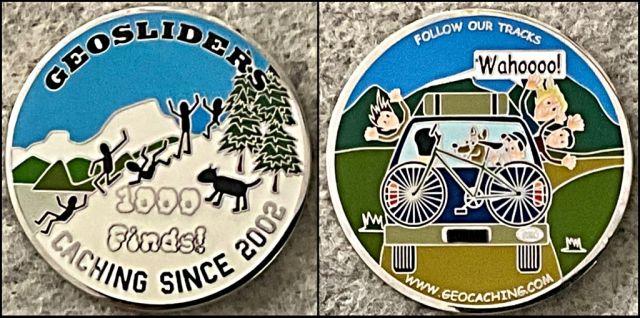 GEOSLIDERS
1000
Finds!
CACHING SINCE 2002
FOLLOW OUR TRACKS
Wahoooo!
WWW.GEOCACHING.COM